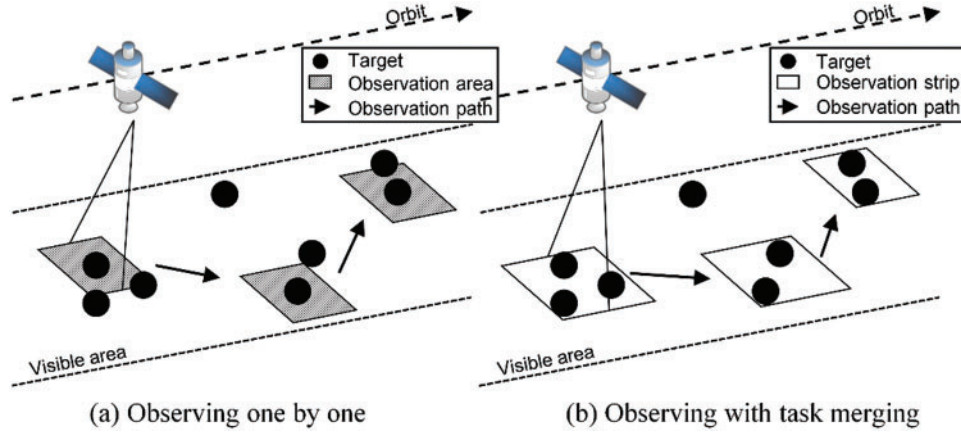 Orbit
Target
Observation area
Observation path
Visible area
(a) Observing one by one
Orbit
Target
Observation strip
Observation path
Visible area
(b) Observing with task merging